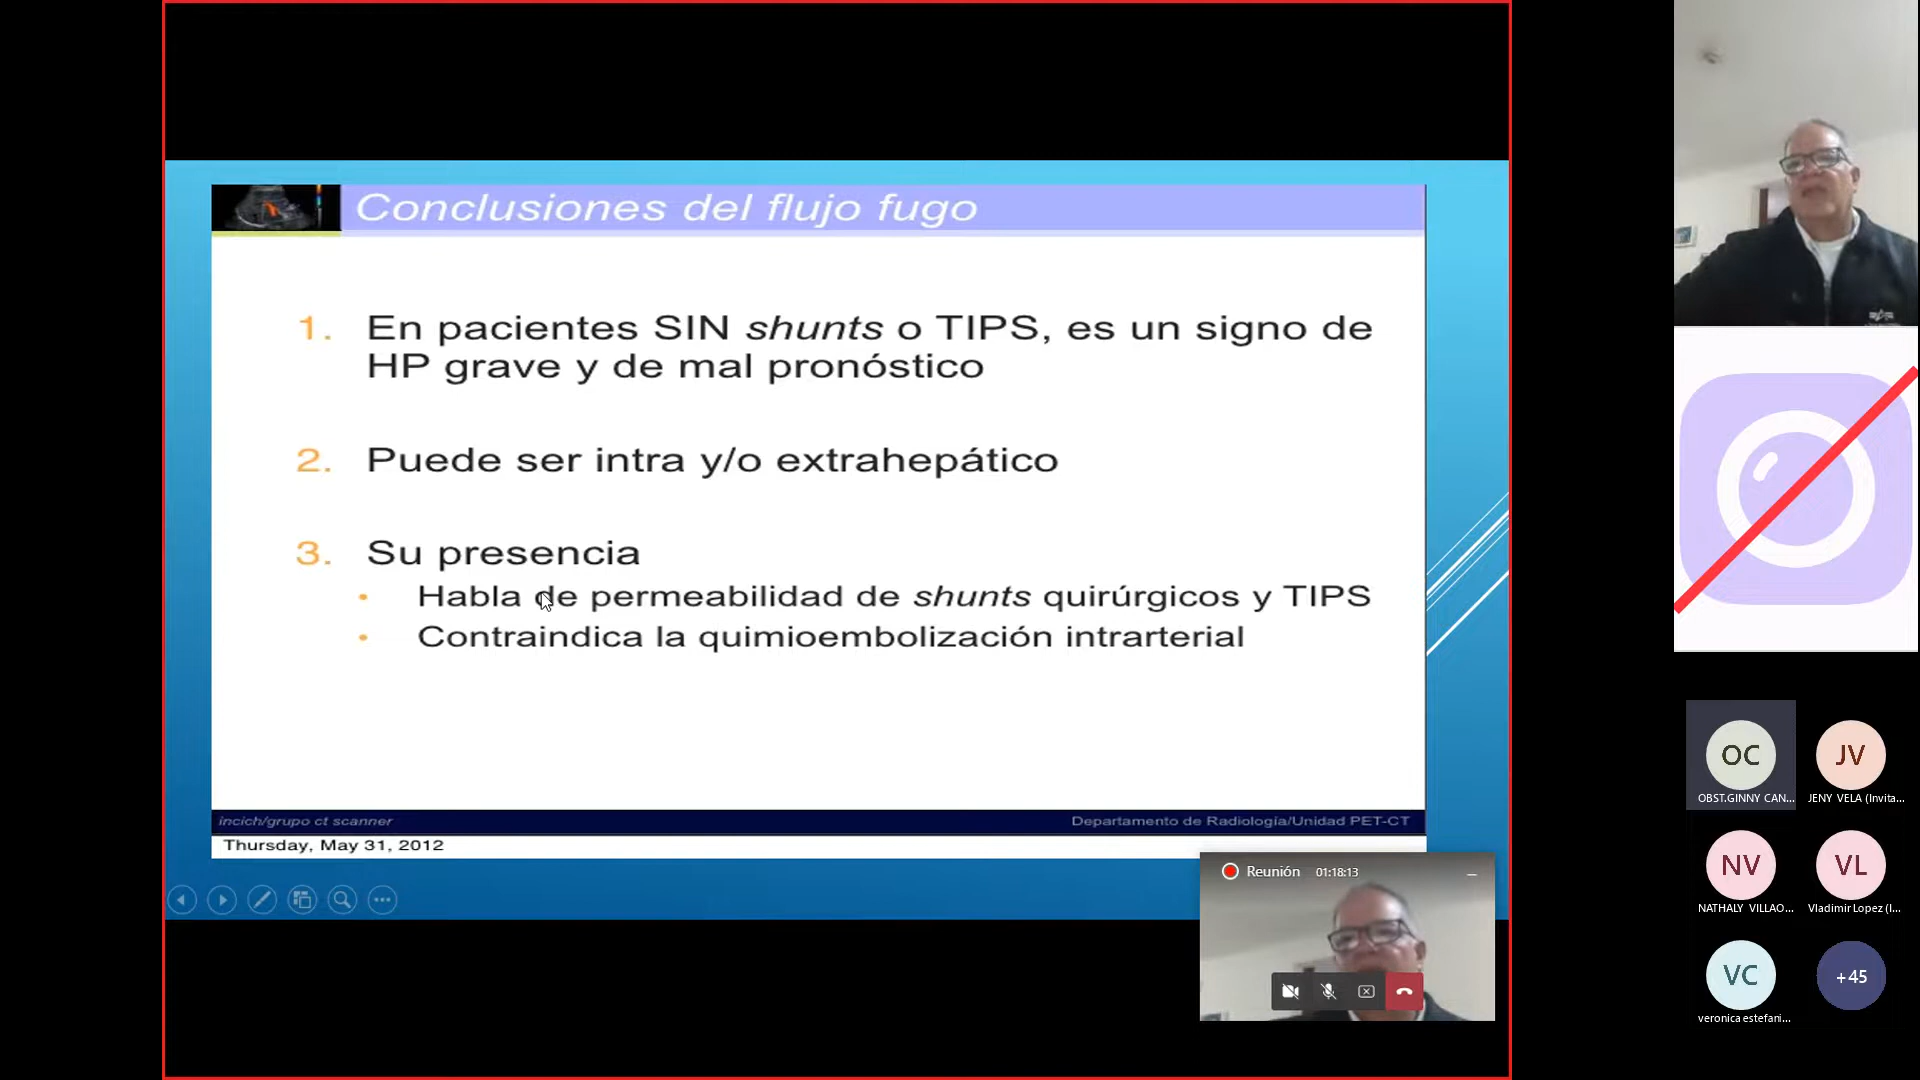 Conclusiones del flujo fugo
1. En pacientes SIN shunts o TIPS, es un signo de
HP grave y de mal pronóstico
2. Puede ser intra y/o extrahepático
3. Su presencia
• Habla de permeabilidad de shunts quirúrgicos y TIPS
• Contraindica la quimioembolización intrarterial
incich/grupo ct scanner
Departamento de Radiología/Unidad PET-CT
Thursday, May 31, 2012
Reunión 01:18:13
OC
OBST.GINNY CAN...
JV
JENY VELA (Invita...
NV
NATHALY VILLAO...
VL
Vladimir Lopez (I...
VC
veronica estefani...
+45